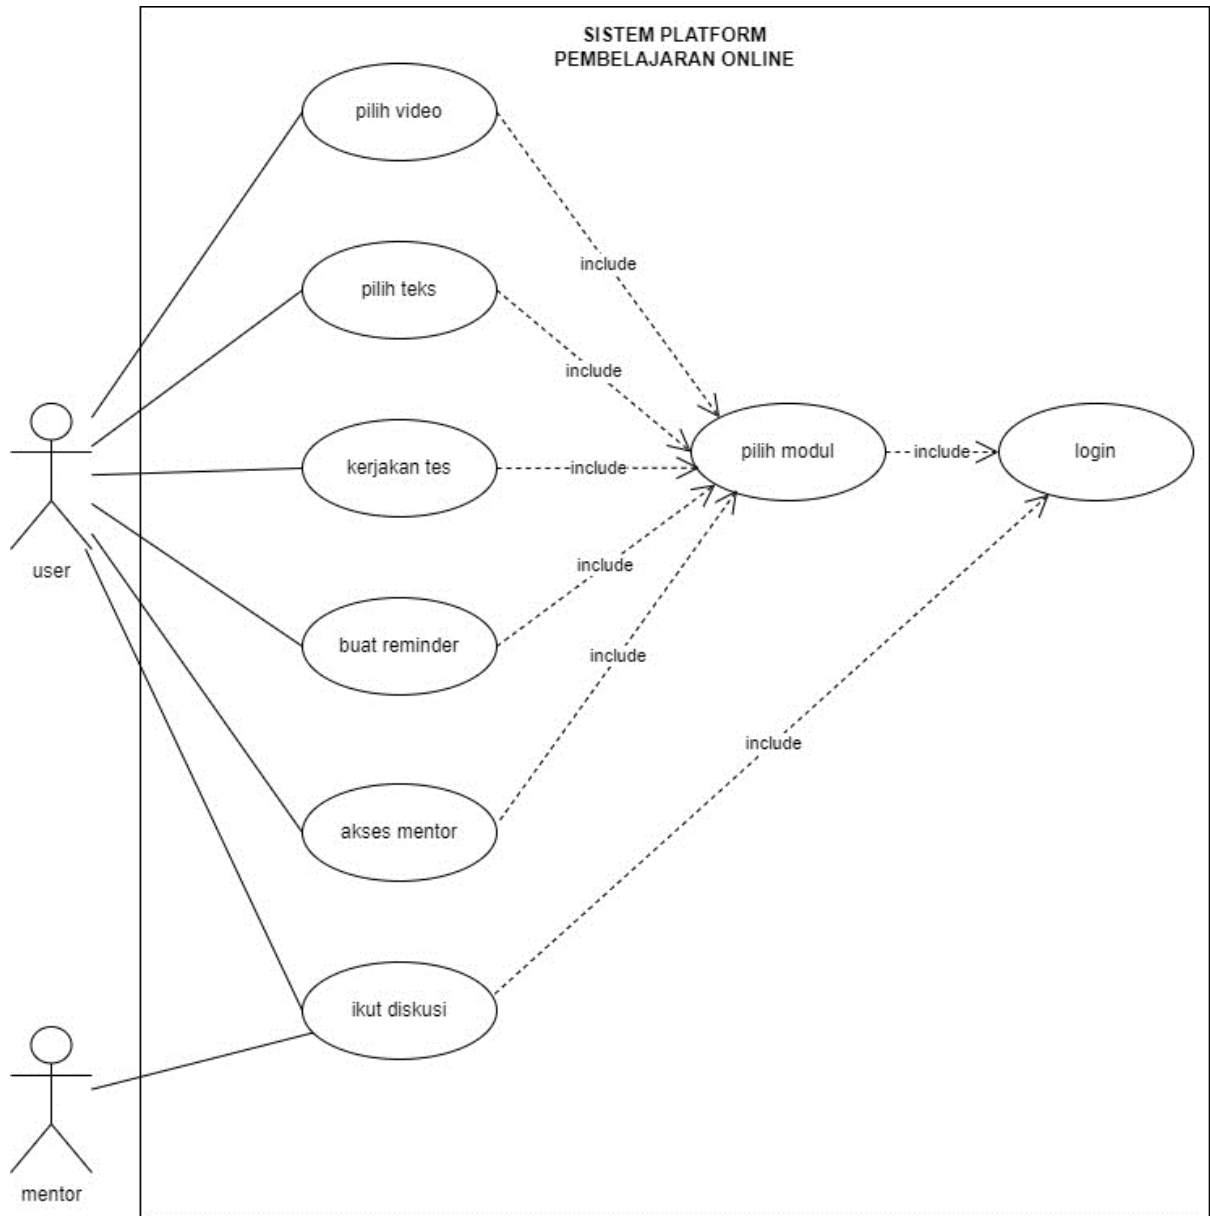 SISTEM PLATFORM
PEMBELAJARAN ONLINE
pilih video
include
pilih teks
include
kerjakan tes
include
pilih modul
include
login
user
buat reminder
include
akses mentor
include
include
ikut diskusi
mentor